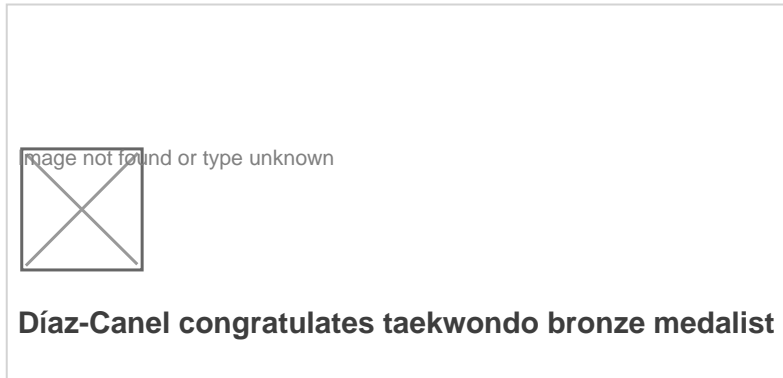 Image not found or type unknown
Díaz-Canel congratulates taekwondo bronze medalist